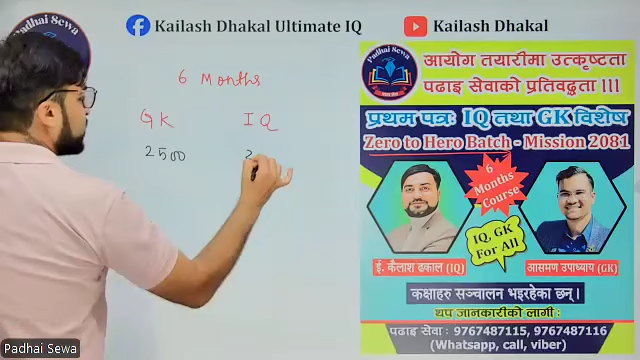 Padhai Sewa
Kailash Dhakal Ultimate IQ
Kailash Dhakal
6 Months
GK IQ
2500 2
Padhai Sewa
आयोग तयारीमा उत्कृष्टता
पढाइ सेवाको प्रतिवद्धता !!!
प्रथम पत्रः IQ तथा GK विशेष
Zero to Hero Batch - Mission 2081
6
Months
Course
IQ, GK
For All
ई. कैलाश ढकाल (IQ)
आसमण उपाध्याय (GK)
कक्षाहरु सञ्चालन भइरहेका छन्।
थप जानकारीको लागी :
पढाइ सेवा : 9767487115, 9767487116
(Whatsapp, call, viber)
Padhai Sewa